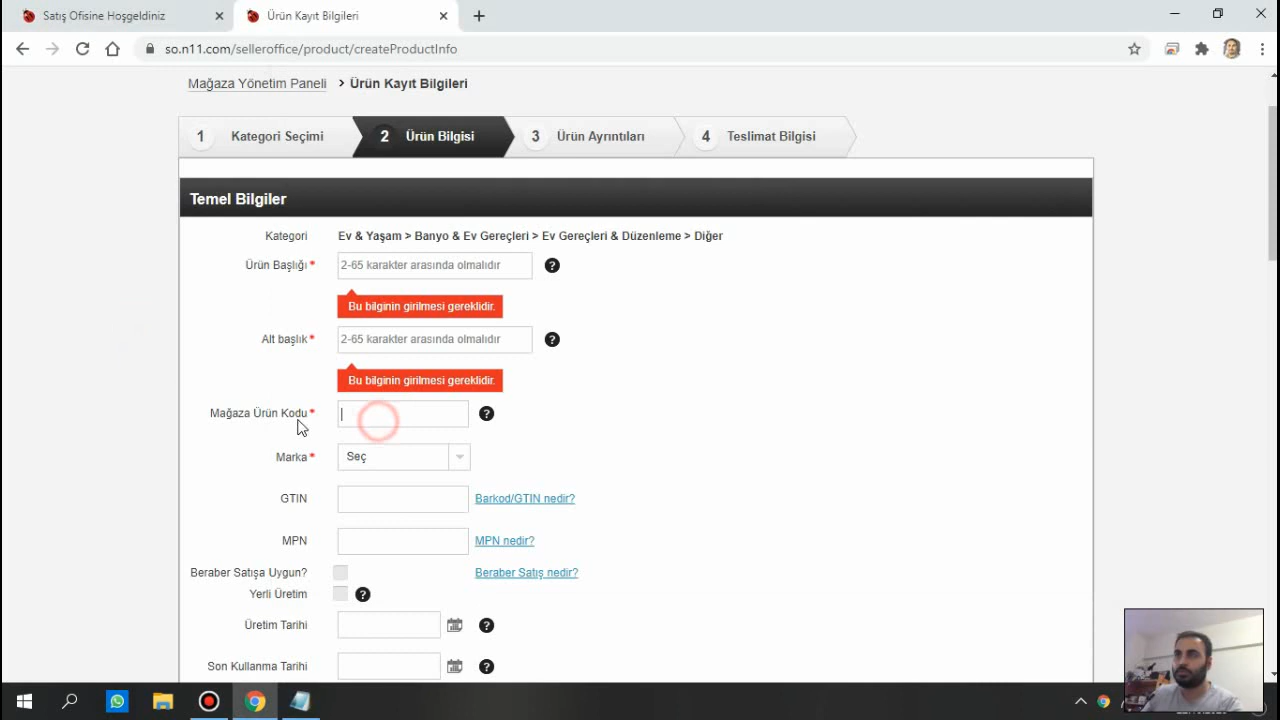 Satış Ofisine Hoşgeldiniz
Ürün Kayıt Bilgileri
so.n11.com/selleroffice/product/createProductInfo
Mağaza Yönetim Paneli > Ürün Kayıt Bilgileri
1 Kategori Seçimi
2 Ürün Bilgisi
3 Ürün Ayrıntıları
4 Teslimat Bilgisi
Temel Bilgiler
Kategori Ev & Yaşam > Banyo & Ev Gereçleri > Ev Gereçleri & Düzenleme > Diğer
Ürün Başlığı* 2-65 karakter arasında olmalıdır ?
Bu bilginin girilmesi gereklidir.
Alt başlık* 2-65 karakter arasında olmalıdır ?
Bu bilginin girilmesi gereklidir.
Mağaza Ürün Kodu* ?
Marka* Seç
GTIN Barkod/GTIN nedir?
MPN MPN nedir?
Beraber Satışa Uygun? Beraber Satış nedir?
Yerli Üretim ?
Üretim Tarihi ?
Son Kullanma Tarihi ?